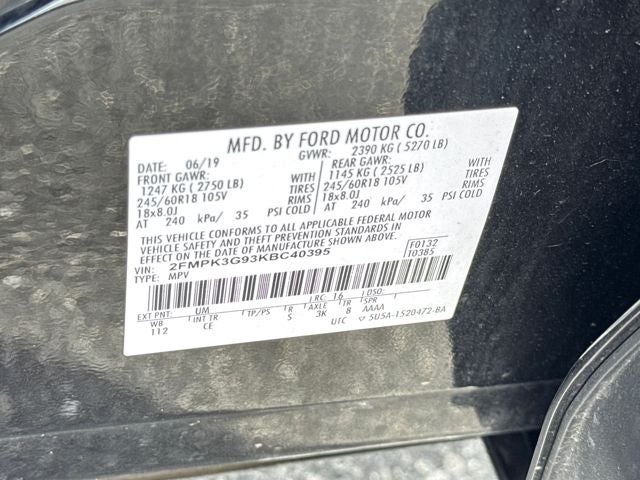 MFD. BY FORD MOTOR CO.
DATE: 06/19 GVWR: 2390 KG ( 5270 LB)
FRONT GAWR: WITH REAR GAWR: WITH
1247 KG ( 2750 LB) TIRES 1145 KG ( 2525 LB) TIRES
245/60R18 105V RIMS 245/60R18 105V RIMS
18x8.0J 18x8.0J
AT 240 kPa/ 35 PSI COLD AT 240 kPa/ 35 PSI COLD
THIS VEHICLE CONFORMS TO ALL APPLICABLE FEDERAL MOTOR
VEHICLE SAFETY AND THEFT PREVENTION STANDARDS IN
EFFECT ON THE DATE OF MANUFACTURE SHOWN ABOVE.
VIN: 2FMPK3G93KBC40395 F0132
TYPE: MPV 10385
EXT PNT: UM RC: 16 DSO:
WB INT TR TP/PS R AXLE TR SPR
112 CE S 3K 8 AAAA
UTC 5U5A-1520472-BA